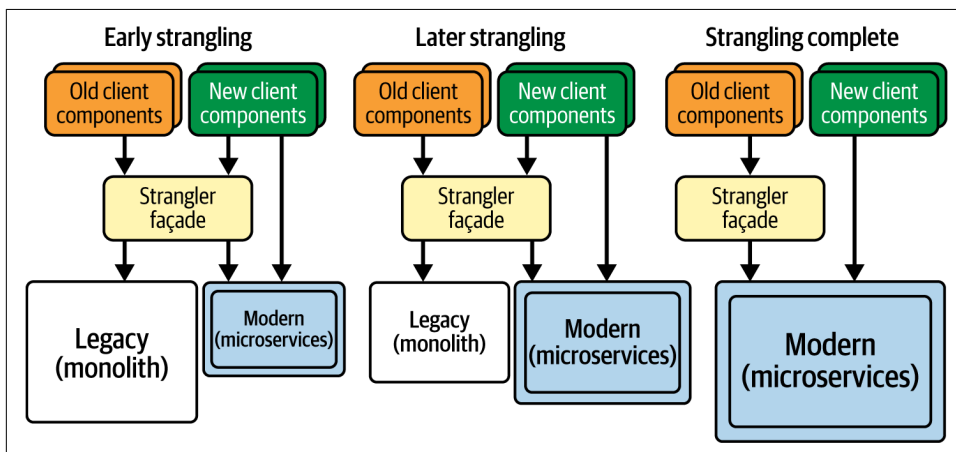 Early strangling
Old client
components
New client
components
Strangler
façade
Legacy
(monolith)
Modern
(microservices)
Later strangling
Old client
components
New client
components
Strangler
façade
Legacy
(monolith)
Modern
(microservices)
Strangling complete
Old client
components
New client
components
Strangler
façade
Modern
(microservices)